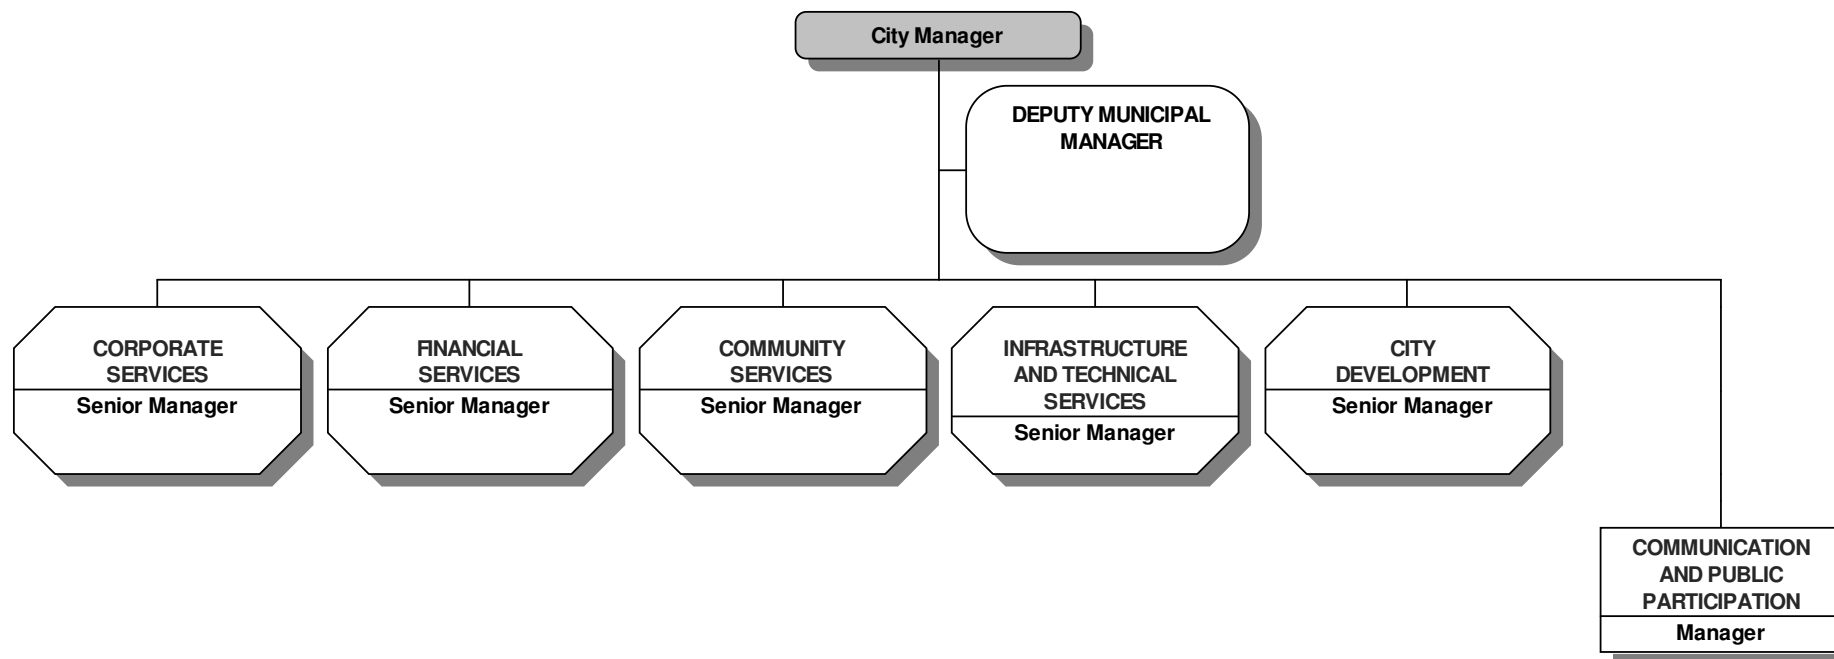 City Manager
DEPUTY MUNICIPAL
MANAGER
CORPORATE
SERVICES
Senior Manager
FINANCIAL
SERVICES
Senior Manager
COMMUNITY
SERVICES
Senior Manager
INFRASTRUCTURE
AND TECHNICAL
SERVICES
Senior Manager
CITY
DEVELOPMENT
Senior Manager
COMMUNICATION
AND PUBLIC
PARTICIPATION
Manager